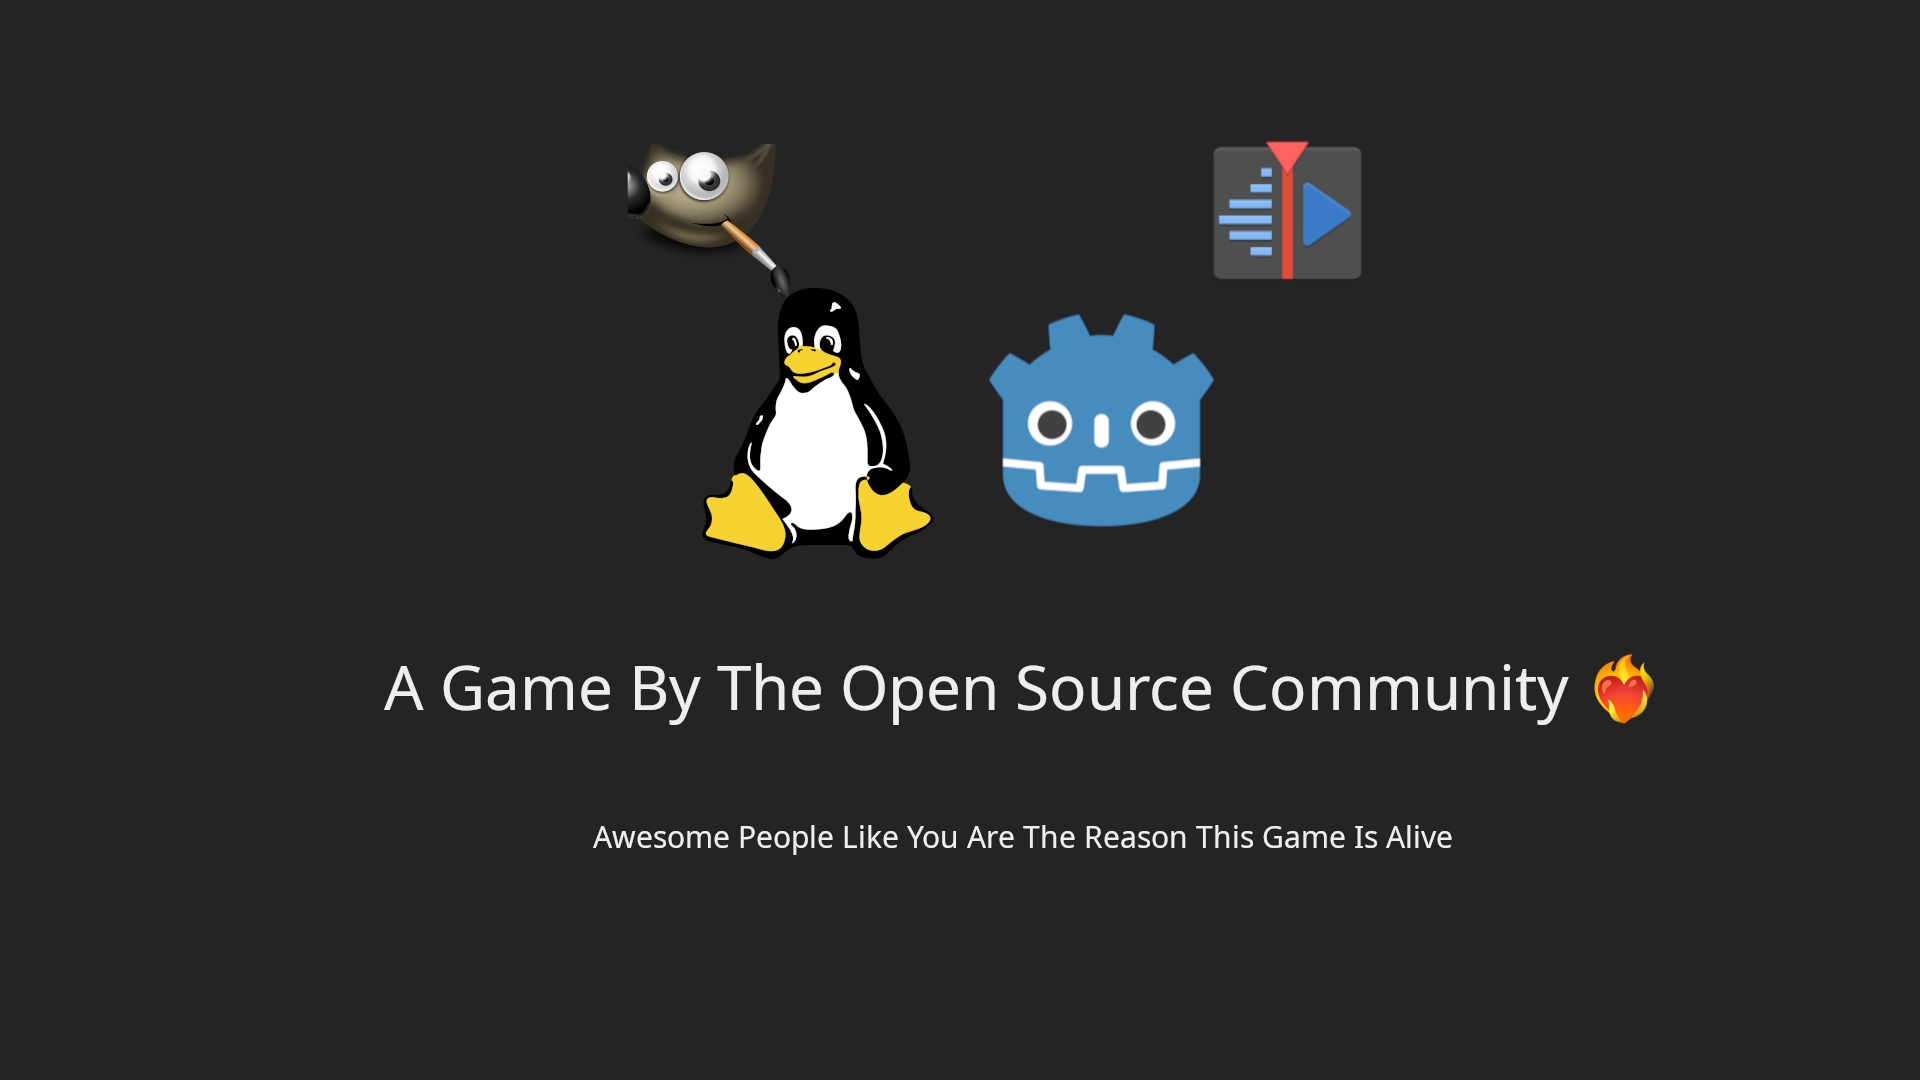 A Game By The Open Source Community ❤️‍🔥
Awesome People Like You Are The Reason This Game Is Alive